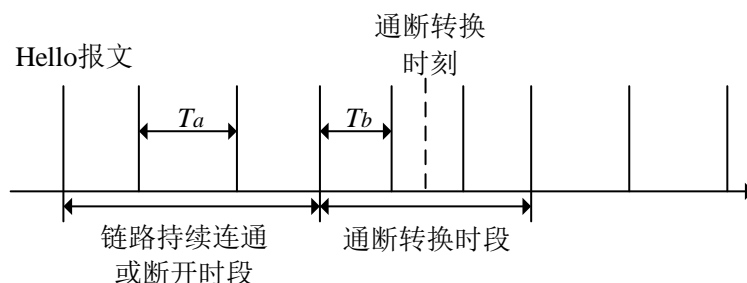 通断转换
时刻
Hello报文
Ta
Tb
链路持续连通
或断开时段
通断转换时段